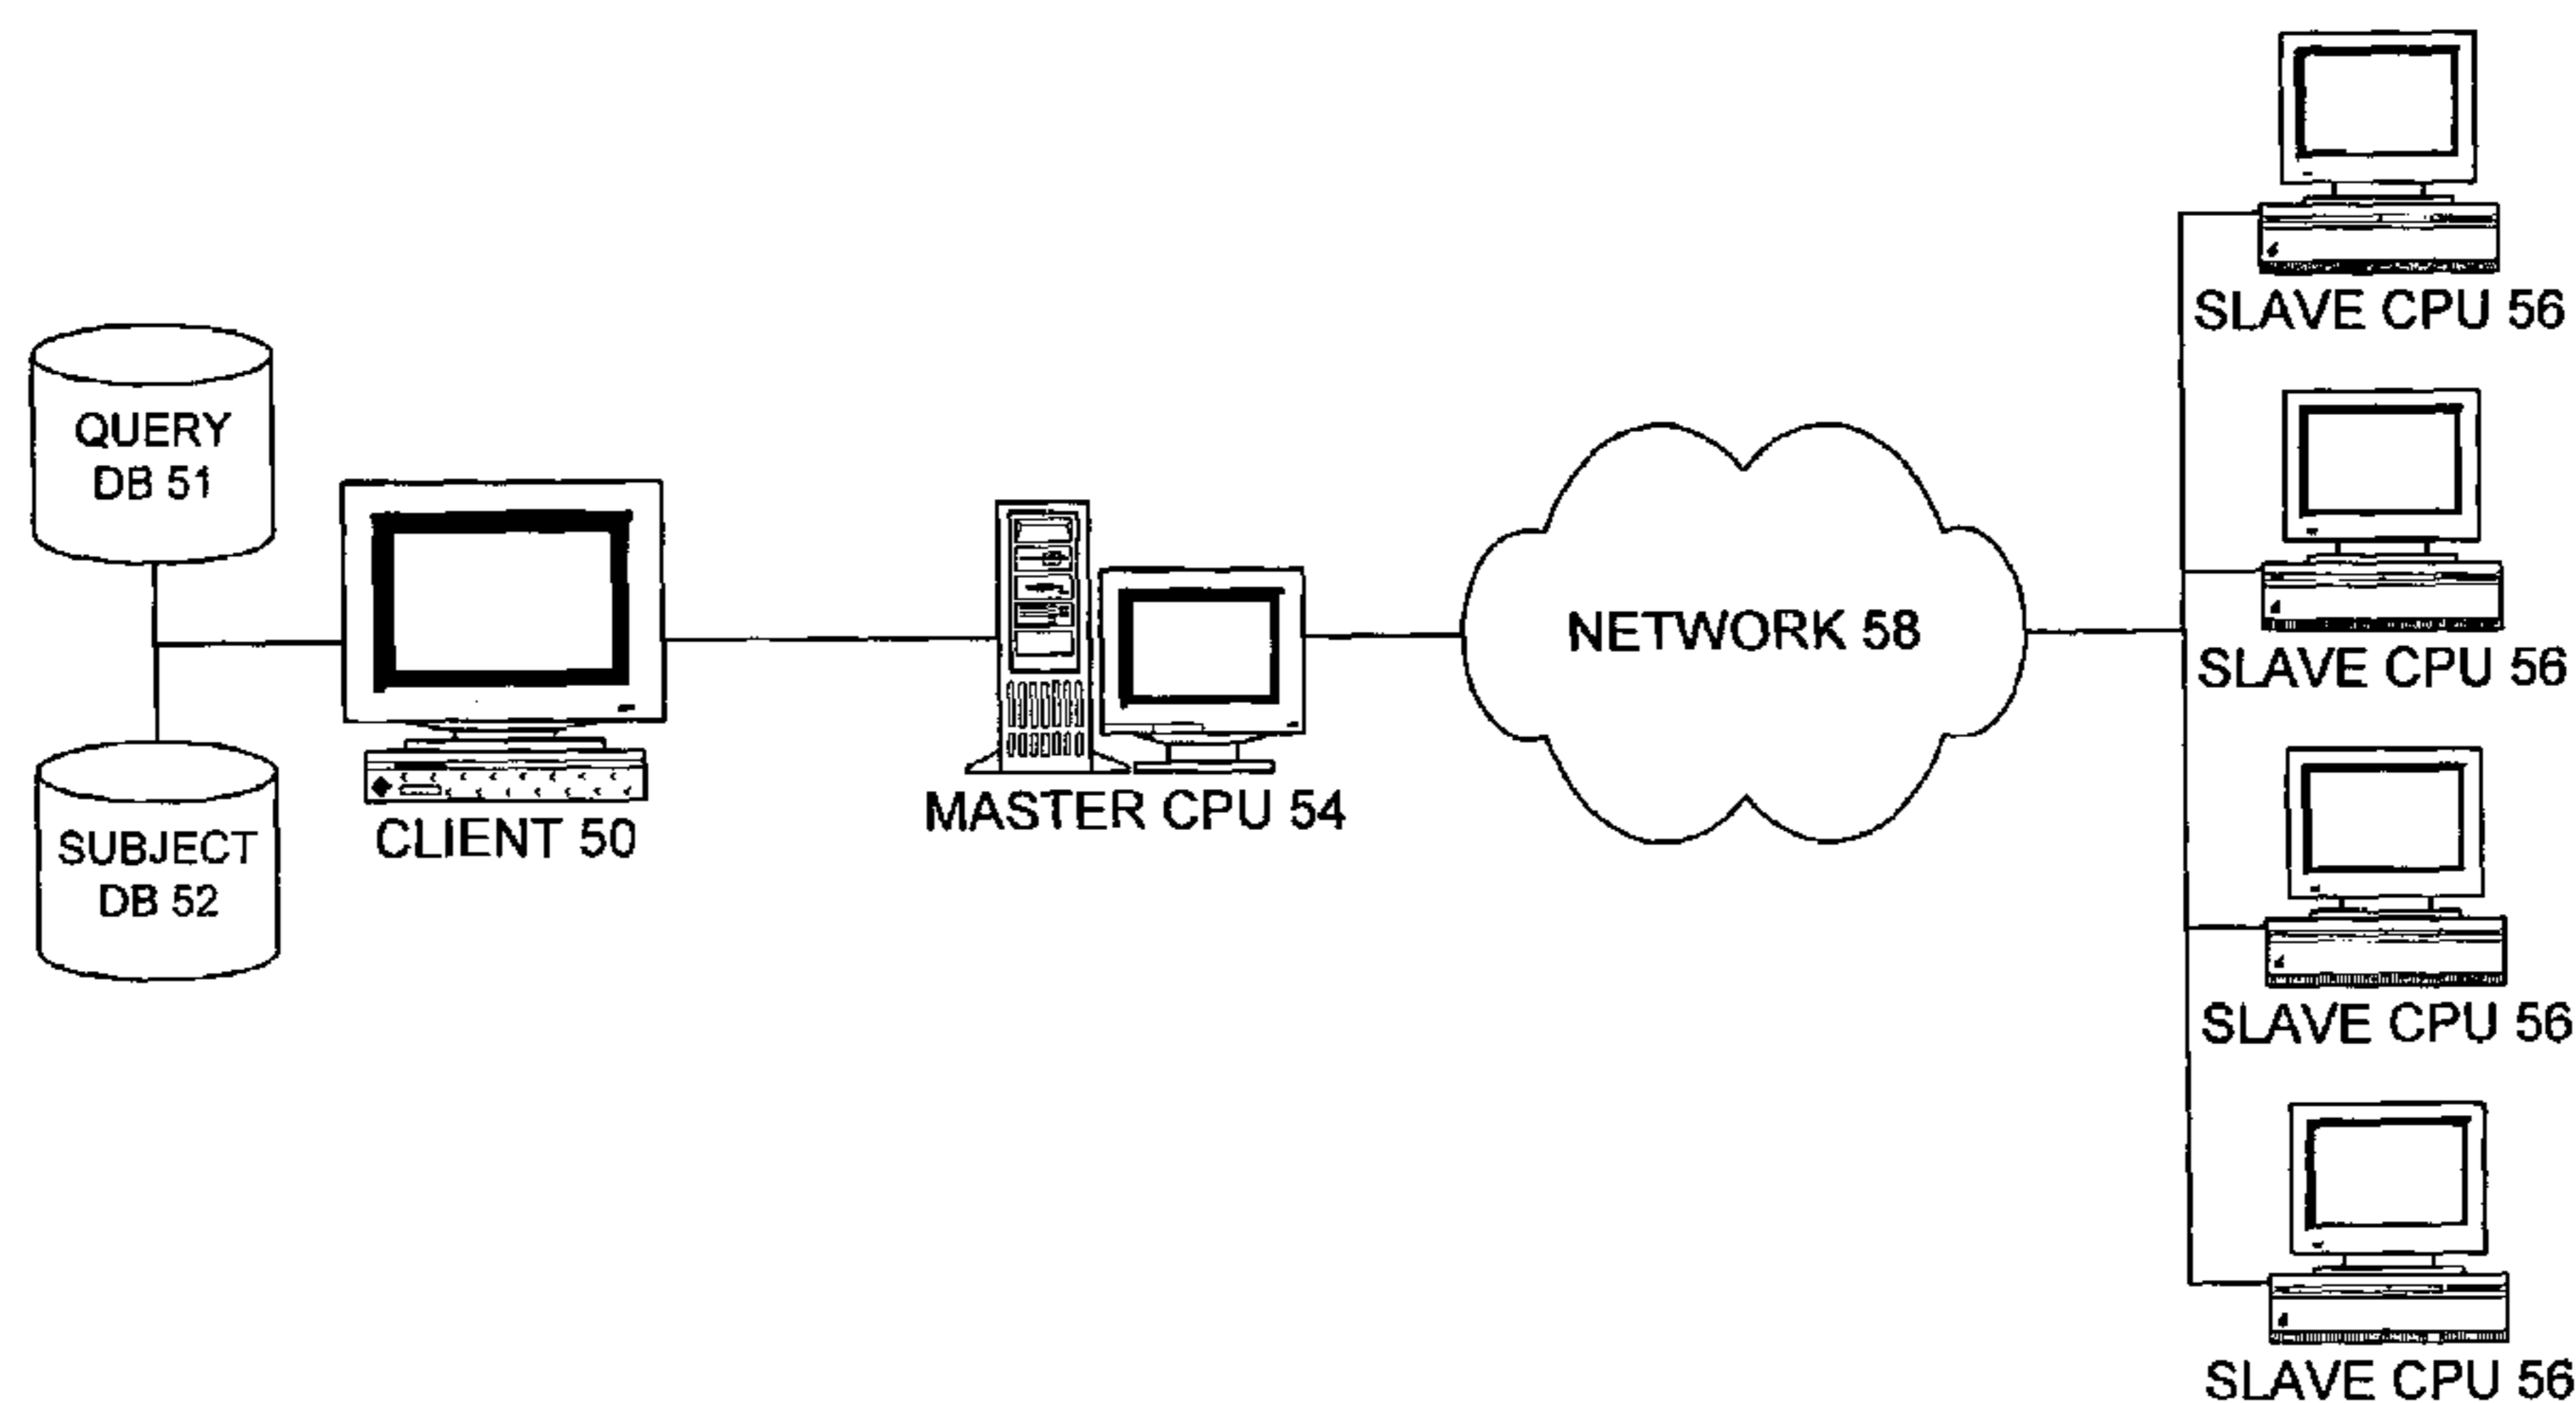 QUERY
DB 51
SUBJECT
DB 52
CLIENT 50
MASTER CPU 54
NETWORK 58
SLAVE CPU 56
SLAVE CPU 56
SLAVE CPU 56
SLAVE CPU 56